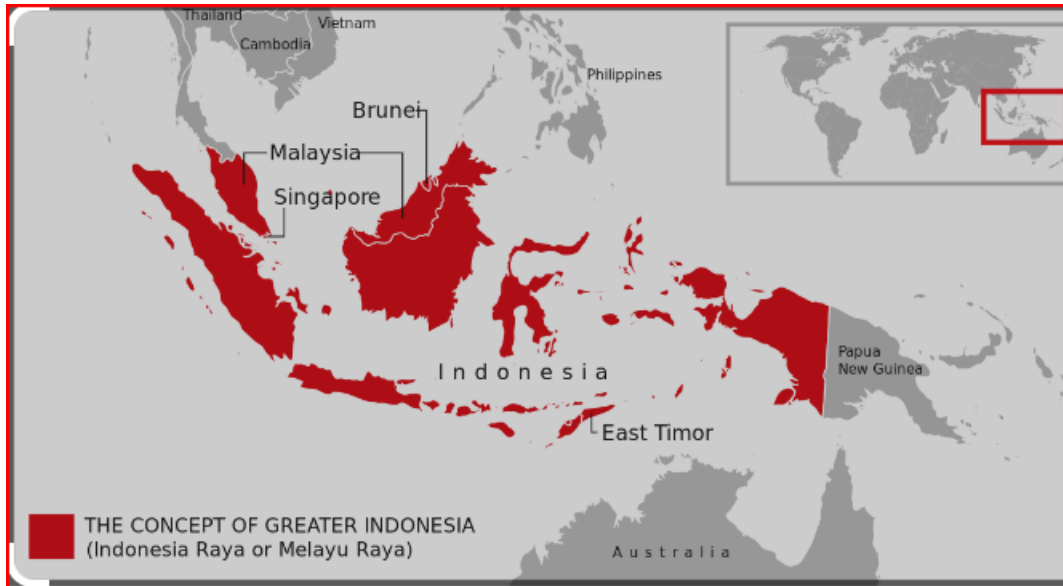 Thailand
Vietnam
Cambodia
Philippines
Brunei
Malaysia
Singapore
Indonesia
Papua
New Guinea
East Timor
THE CONCEPT OF GREATER INDONESIA
(Indonesia Raya or Melayu Raya)
Australia